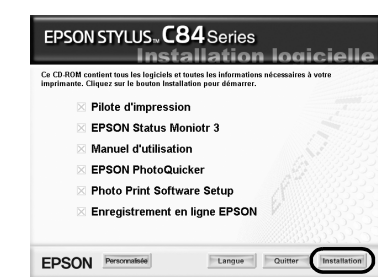 EPSON STYLUS™ C84 Series
Installation logicielle
Ce CD-ROM contient tous les logiciels et toutes les informations nécessaires à votre
imprimante. Cliquez sur le bouton Installation pour démarrer.
Pilote d'impression
EPSON Status Moniotr 3
Manuel d'utilisation
EPSON PhotoQuicker
Photo Print Software Setup
Enregistrement en ligne EPSON
EPSON Personnalisée Langue Quitter Installation
EPSON